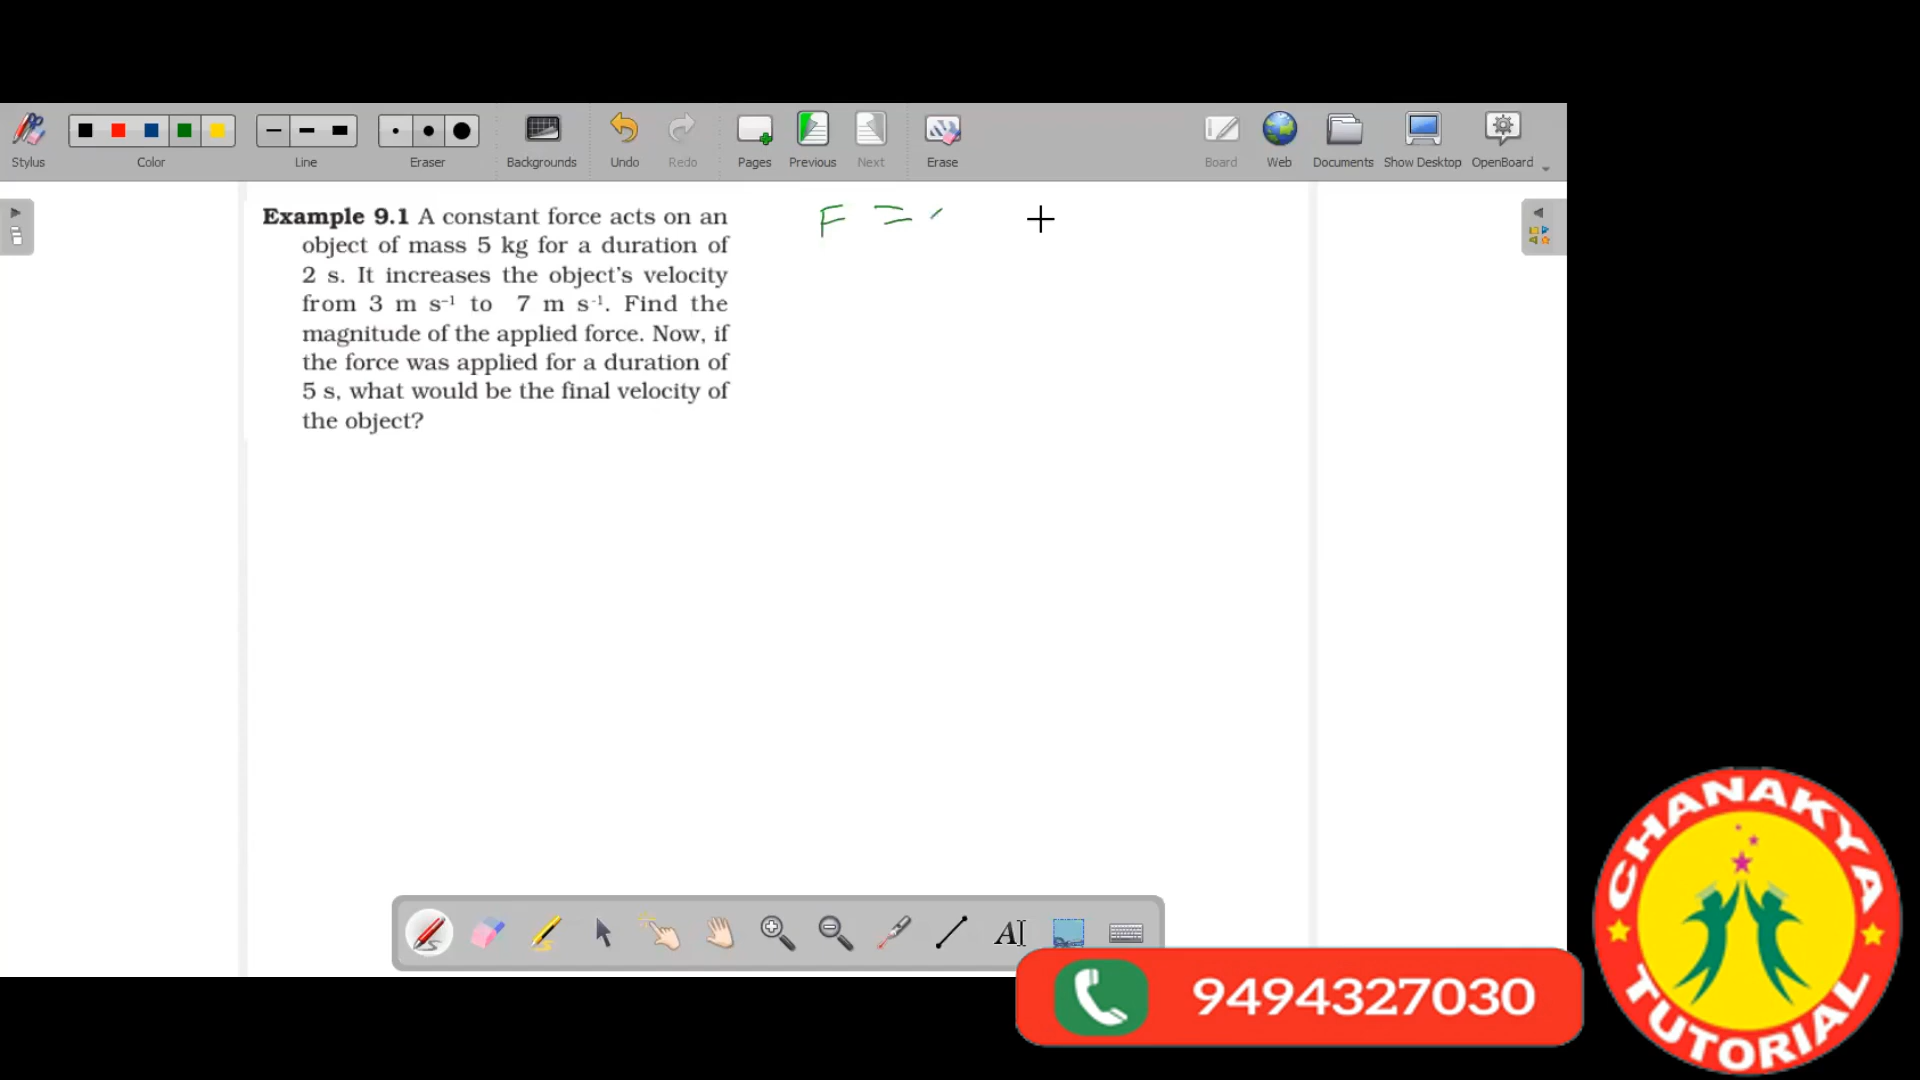 Stylus
Color
Line
Eraser
Backgrounds
Undo
Redo
Pages
Previous
Next
Erase
Board
Web
Documents
Show Desktop
OpenBoard
Example 9.1 A constant force acts on an
object of mass 5 kg for a duration of
2 s. It increases the object's velocity
from 3 m s⁻¹ to 7 m s⁻¹. Find the
magnitude of the applied force. Now, if
the force was applied for a duration of
5 s, what would be the final velocity of
the object?
F =
A
9494327030
CHANAKYA
TUTORIAL